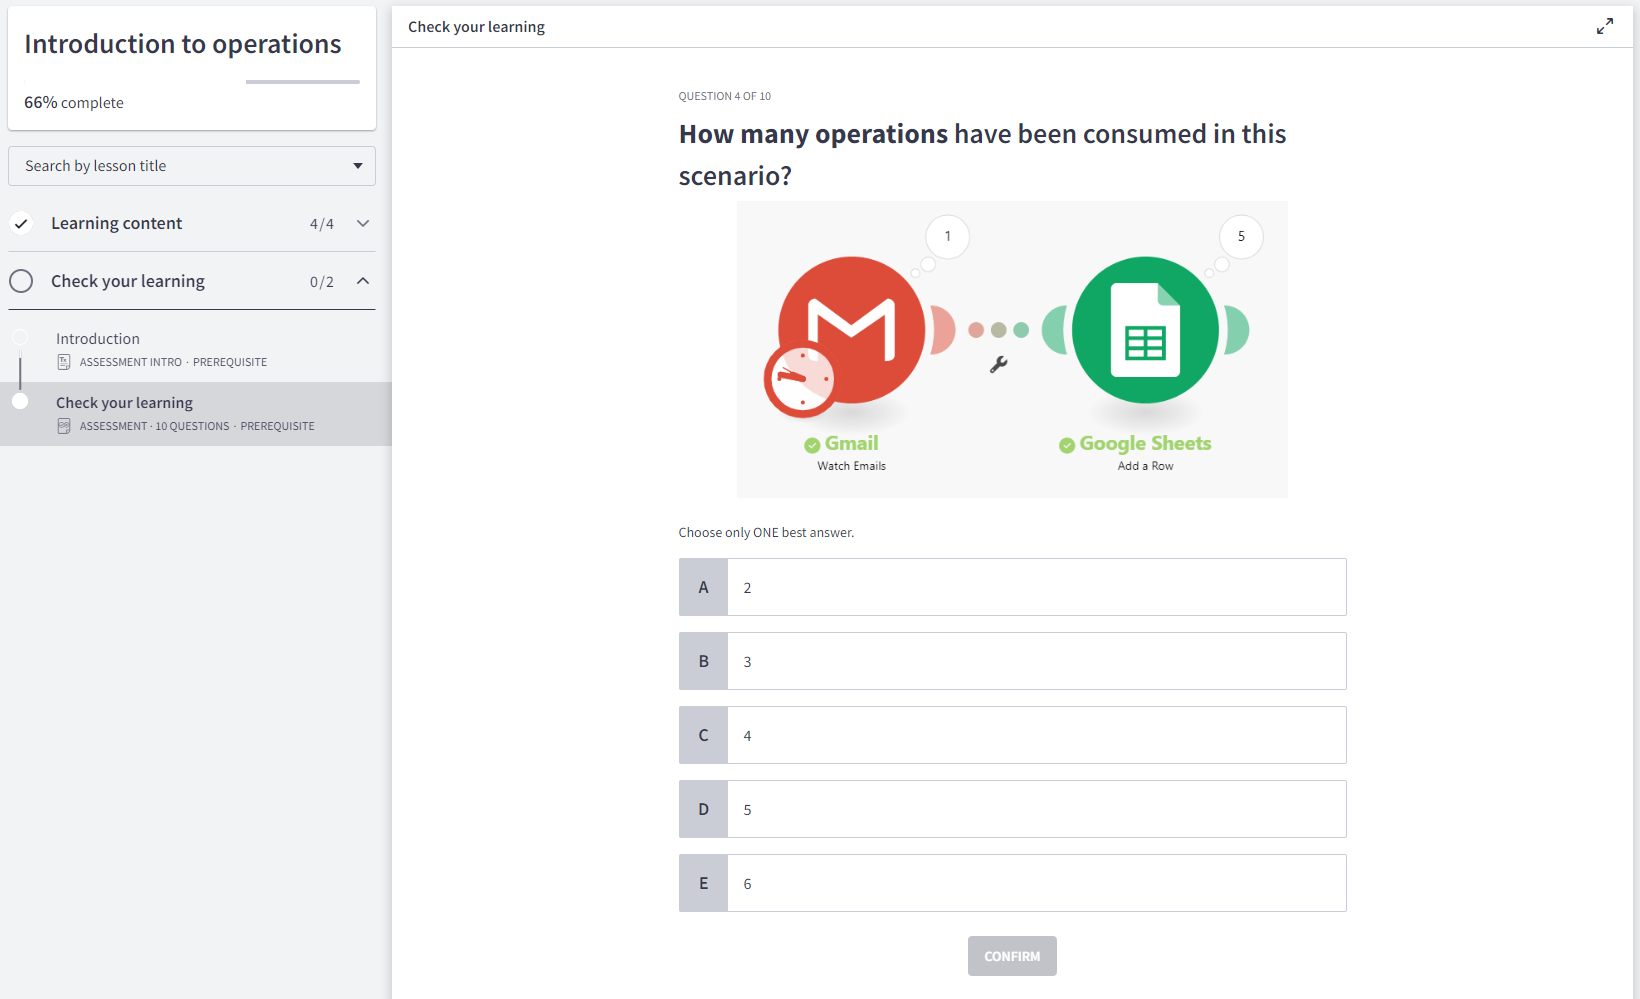 Introduction to operations
66% complete
Search by lesson title
Learning content 4/4
Check your learning 0/2
Introduction
ASSESSMENT INTRO · PREREQUISITE
Check your learning
ASSESSMENT · 10 QUESTIONS · PREREQUISITE
Check your learning
QUESTION 4 OF 10
How many operations have been consumed in this
scenario?
1
5
Gmail
Watch Emails
Google Sheets
Add a Row
Choose only ONE best answer.
A 2
B 3
C 4
D 5
E 6
CONFIRM